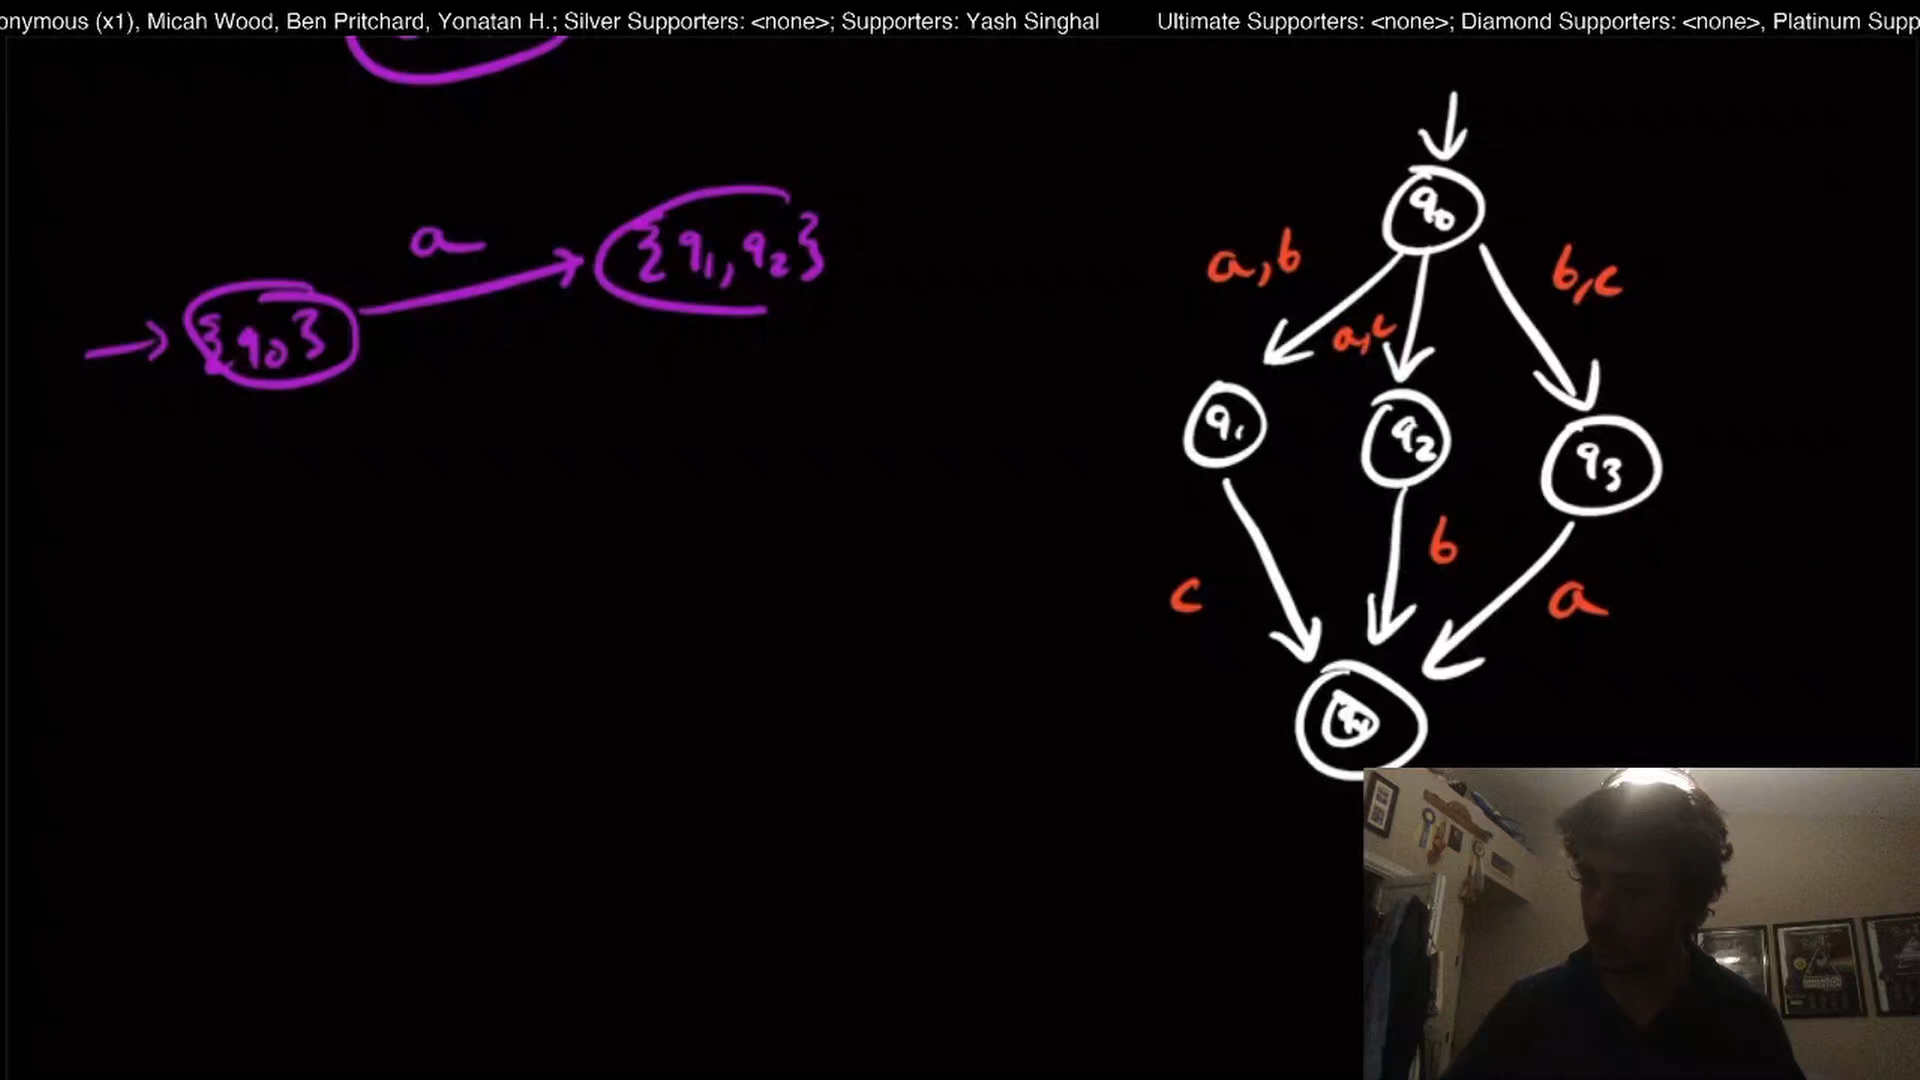 onymous (x1), Micah Wood, Ben Pritchard, Yonatan H.; Silver Supporters: <none>; Supporters: Yash Singhal Ultimate Supporters: <none>; Diamond Supporters: <none>, Platinum Supp
a
{q0}
{q1,q2}
q0
a,b
a,c
b,c
q1
q2
q3
c
b
a
q4